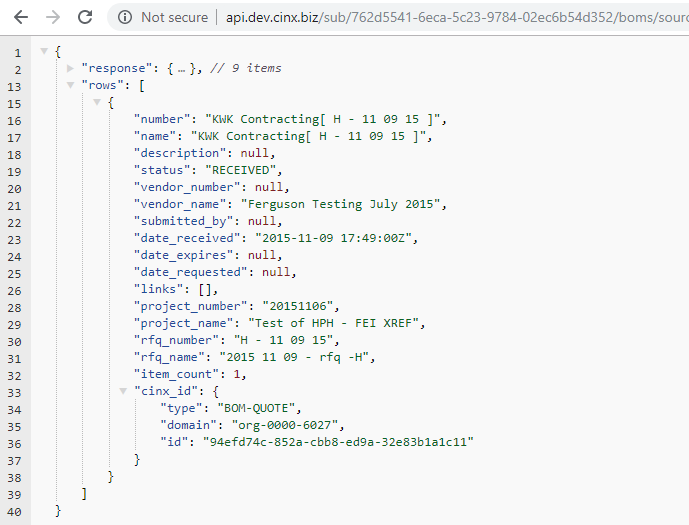 Not secure | api.dev.cinx.biz/sub/762d5541-6eca-5c23-9784-02ec6b54d352/boms/sourc
1 {
2 "response": { … }, // 9 items
13 "rows": [
15 {
16 "number": "KWK Contracting[ H - 11 09 15 ]",
17 "name": "KWK Contracting[ H - 11 09 15 ]",
18 "description": null,
19 "status": "RECEIVED",
20 "vendor_number": null,
21 "vendor_name": "Ferguson Testing July 2015",
22 "submitted_by": null,
23 "date_received": "2015-11-09 17:49:00Z",
24 "date_expires": null,
25 "date_requested": null,
26 "links": [],
28 "project_number": "20151106",
29 "project_name": "Test of HPH - FEI XREF",
30 "rfq_number": "H - 11 09 15",
31 "rfq_name": "2015 11 09 - rfq -H",
32 "item_count": 1,
33 "cinx_id": {
34 "type": "BOM-QUOTE",
35 "domain": "org-0000-6027",
36 "id": "94efd74c-852a-cbb8-ed9a-32e83b1a1c11"
37 }
38 }
39 ]
40 }